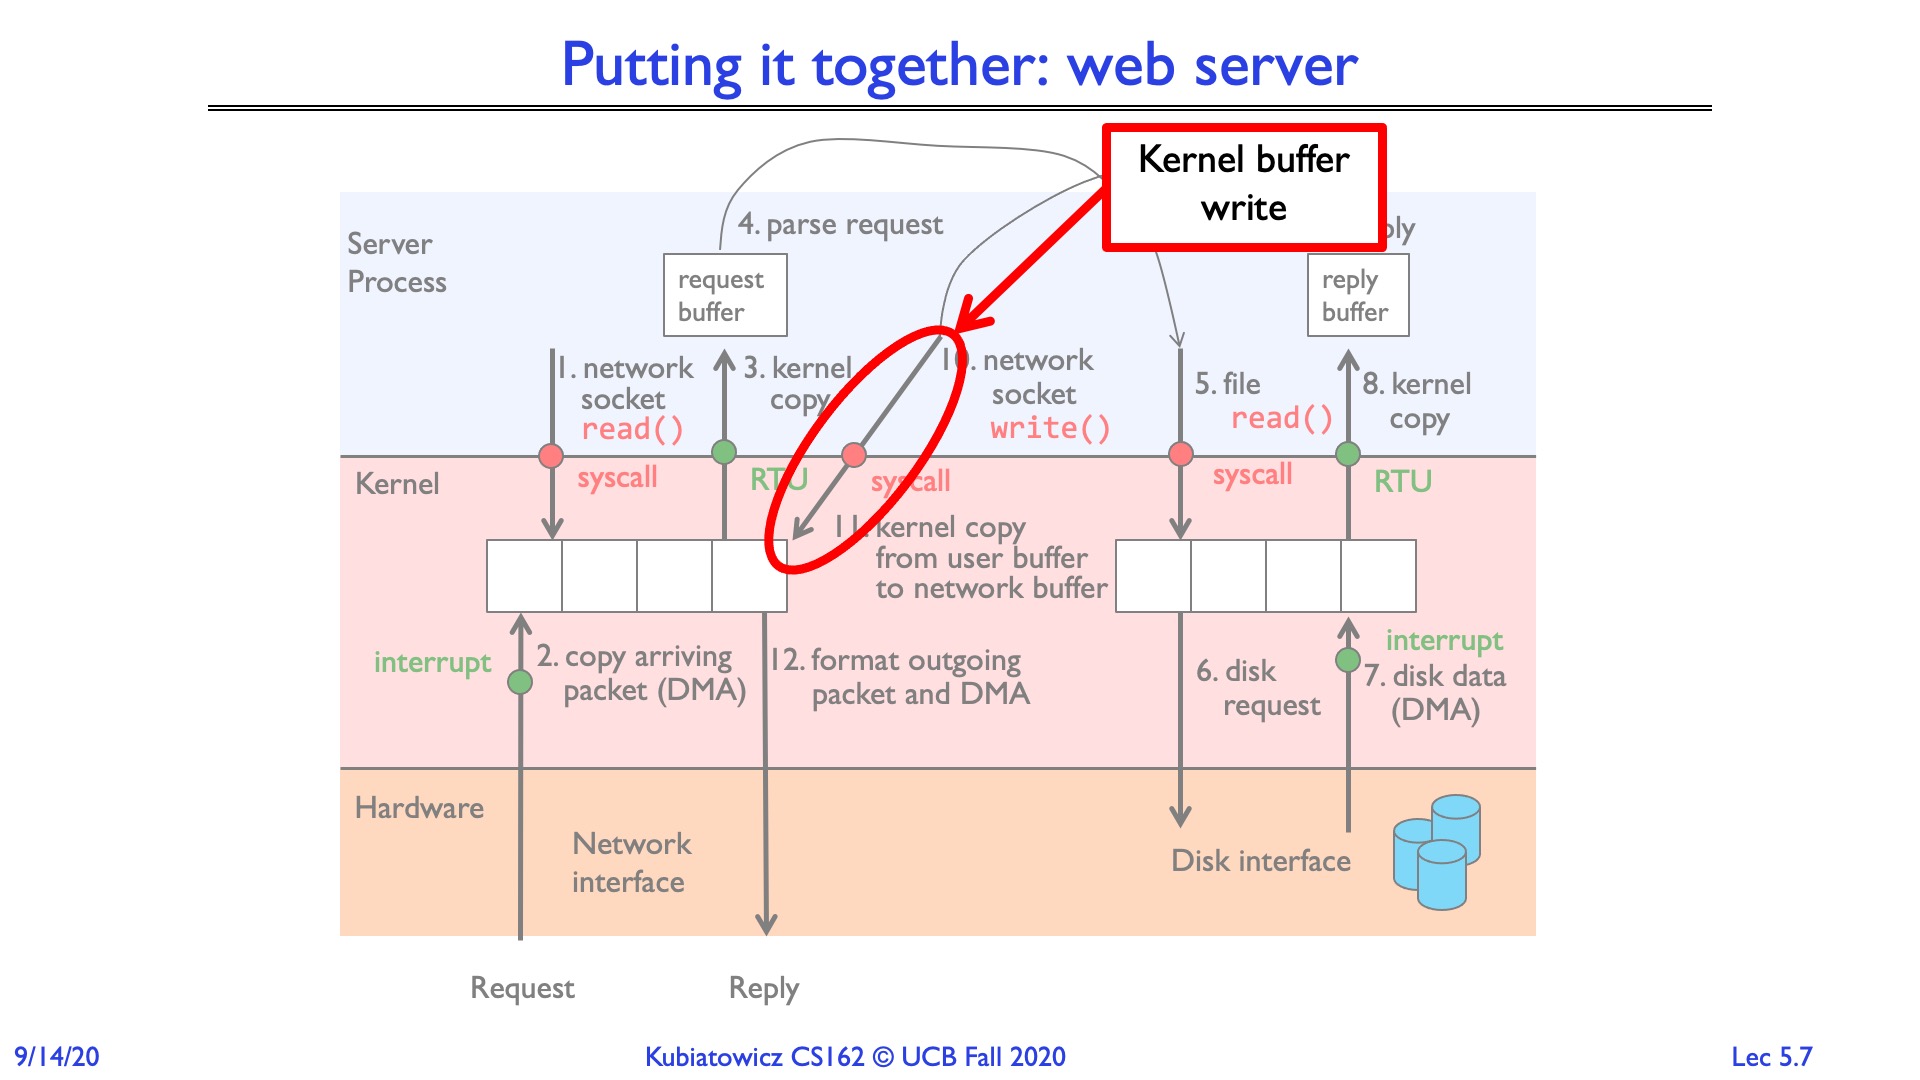 Putting it together: web server
Kernel buffer
write
4. parse request
ply
Server
Process
request
buffer
reply
buffer
1. network
socket
read()
3. kernel
copy
10. network
socket
write()
5. file
read()
8. kernel
copy
Kernel
syscall
RTU
syscall
syscall
RTU
11. kernel copy
from user buffer
to network buffer
interrupt
2. copy arriving
packet (DMA)
12. format outgoing
packet and DMA
6. disk
request
interrupt
7. disk data
(DMA)
Hardware
Network
interface
Disk interface
Request
Reply
9/14/20
Kubiatowicz CS162 © UCB Fall 2020
Lec 5.7